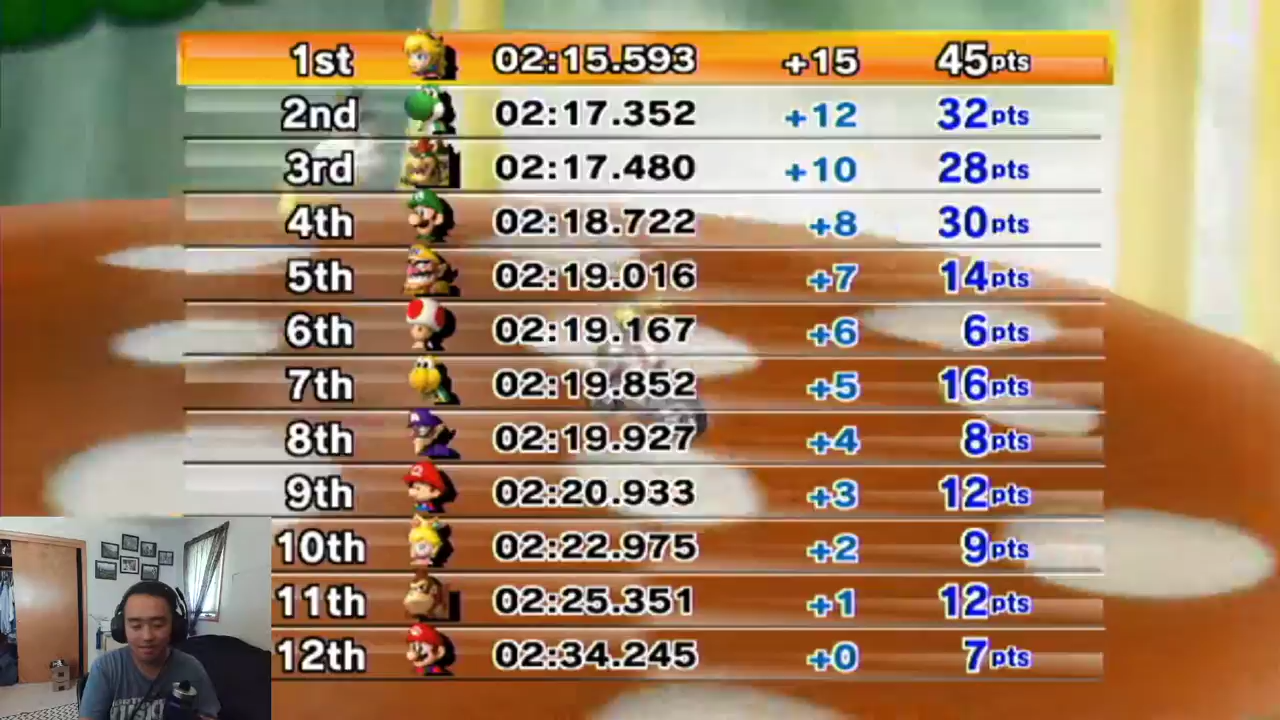 1st 02:15.593 +15 45pts
2nd 02:17.352 +12 32pts
3rd 02:17.480 +10 28pts
4th 02:18.722 +8 30pts
5th 02:19.016 +7 14pts
6th 02:19.167 +6 6pts
7th 02:19.852 +5 16pts
8th 02:19.927 +4 8pts
9th 02:20.933 +3 12pts
10th 02:22.975 +2 9pts
11th 02:25.351 +1 12pts
12th 02:34.245 +0 7pts